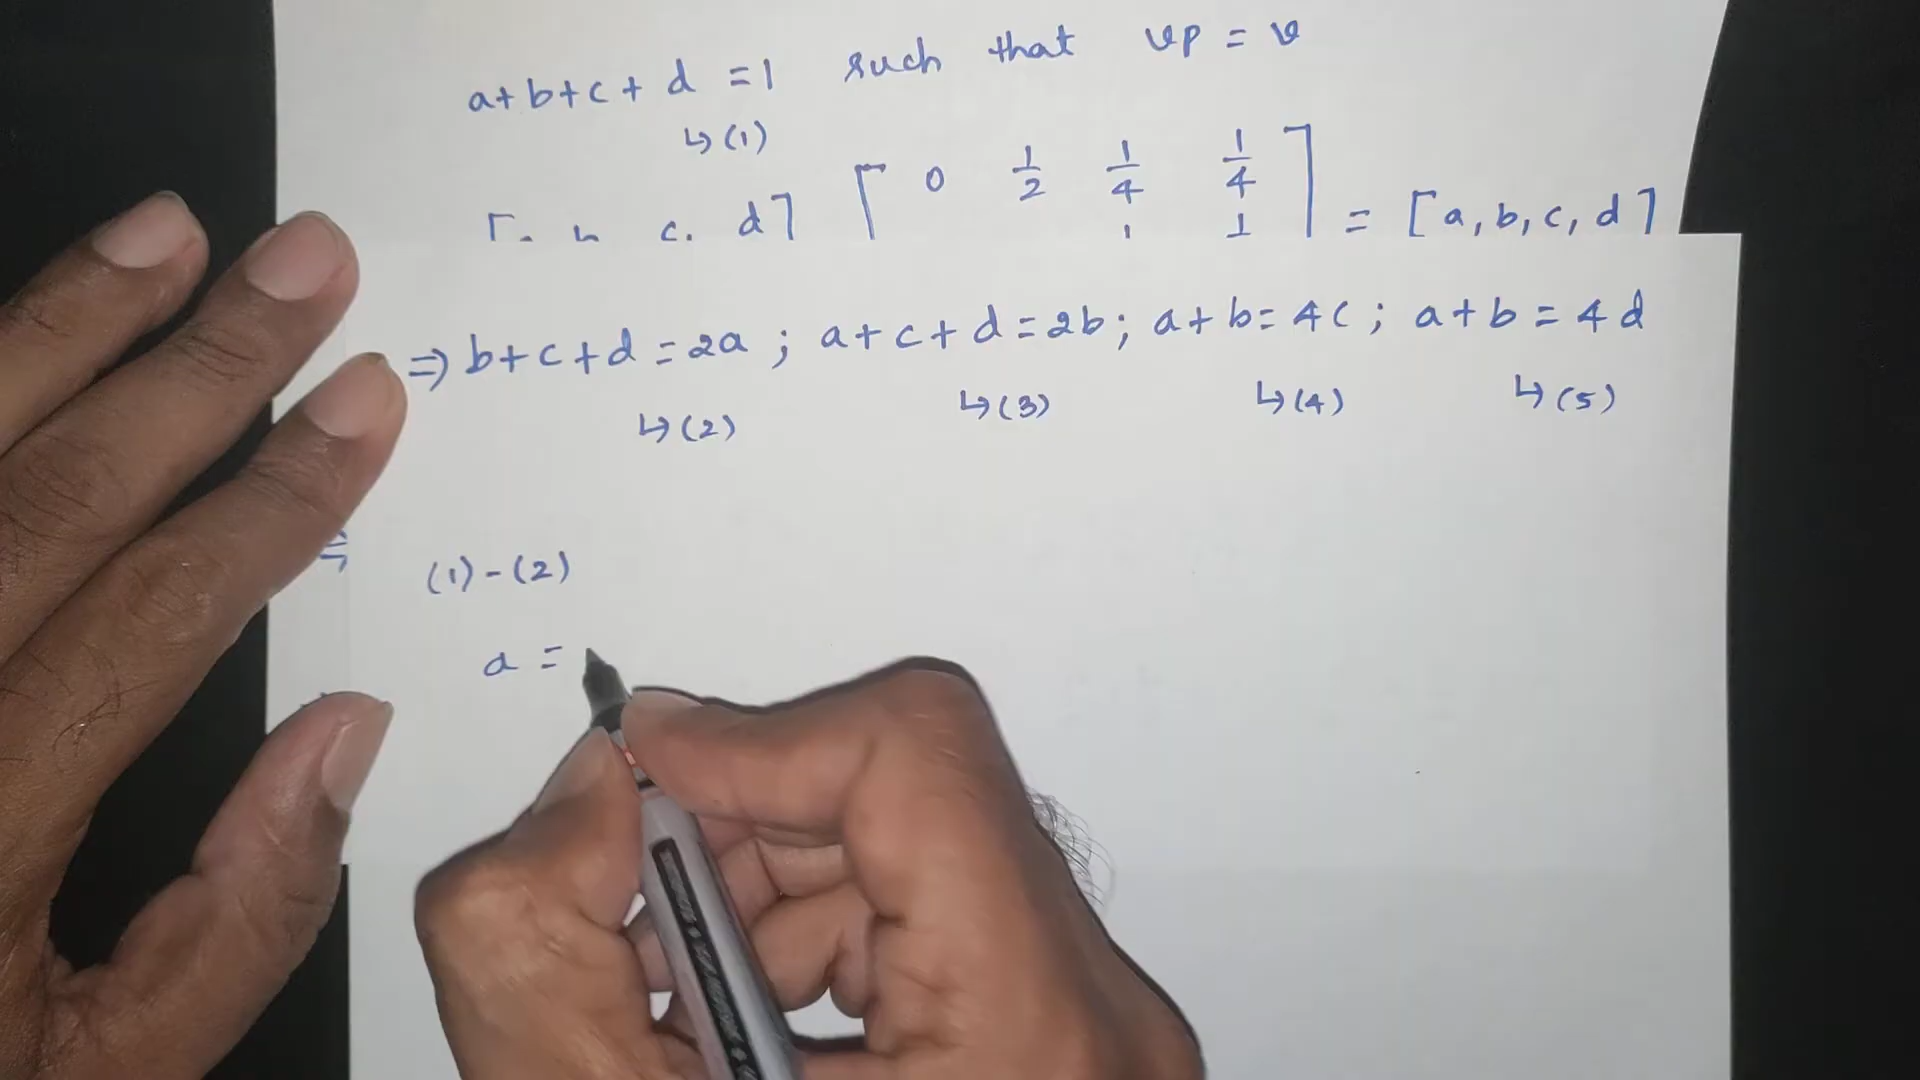 a+b+c+d =1 such that vp = v
↳(1)
0 1/2 1/4 1/4
c, d] = [a, b, c, d]
⇒ b+c+d=2a ; a+c+d=2b ; a+b=4c ; a+b=4d
↳(2) ↳(3) ↳(4) ↳(5)
(1)-(2)
a =